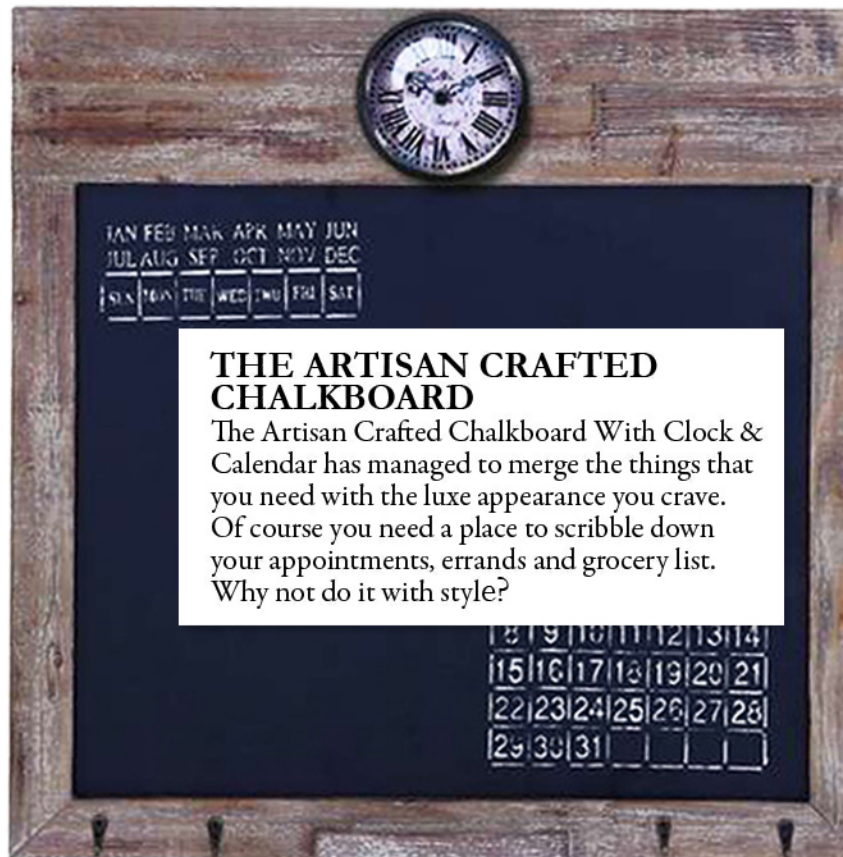 JAN FEB MAR APR MAY JUN
JUL AUG SEP OCT NOV DEC
SUN MON TUE WED THU FRI SAT
THE ARTISAN CRAFTED
CHALKBOARD
The Artisan Crafted Chalkboard With Clock &
Calendar has managed to merge the things that
you need with the luxe appearance you crave.
Of course you need a place to scribble down
your appointments, errands and grocery list.
Why not do it with style?
8 9 10 11 12 13 14
15 16 17 18 19 20 21
22 23 24 25 26 27 28
29 30 31